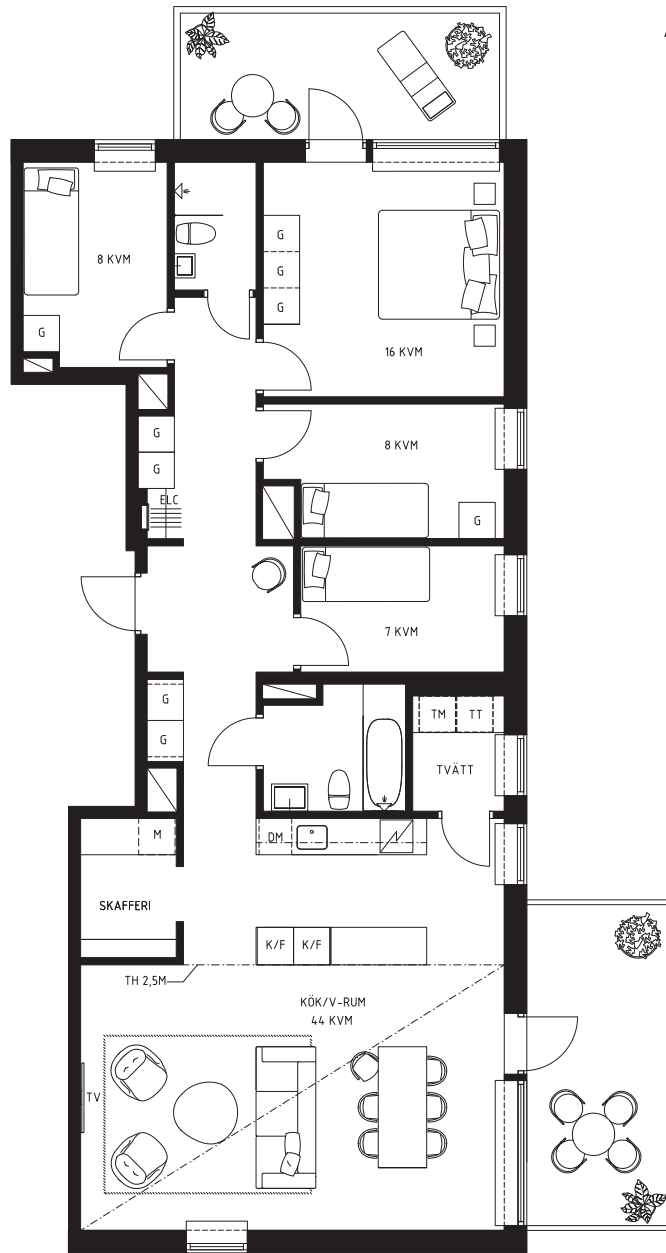 8 KVM
G
G
G
G
16 KVM
G
G
8 KVM
ELC
G
7 KVM
G
G
TM TT
TVÄTT
M
DM
SKAFFERI
K/F K/F
TH 2,5M
KÖK/V-RUM
44 KVM
TV